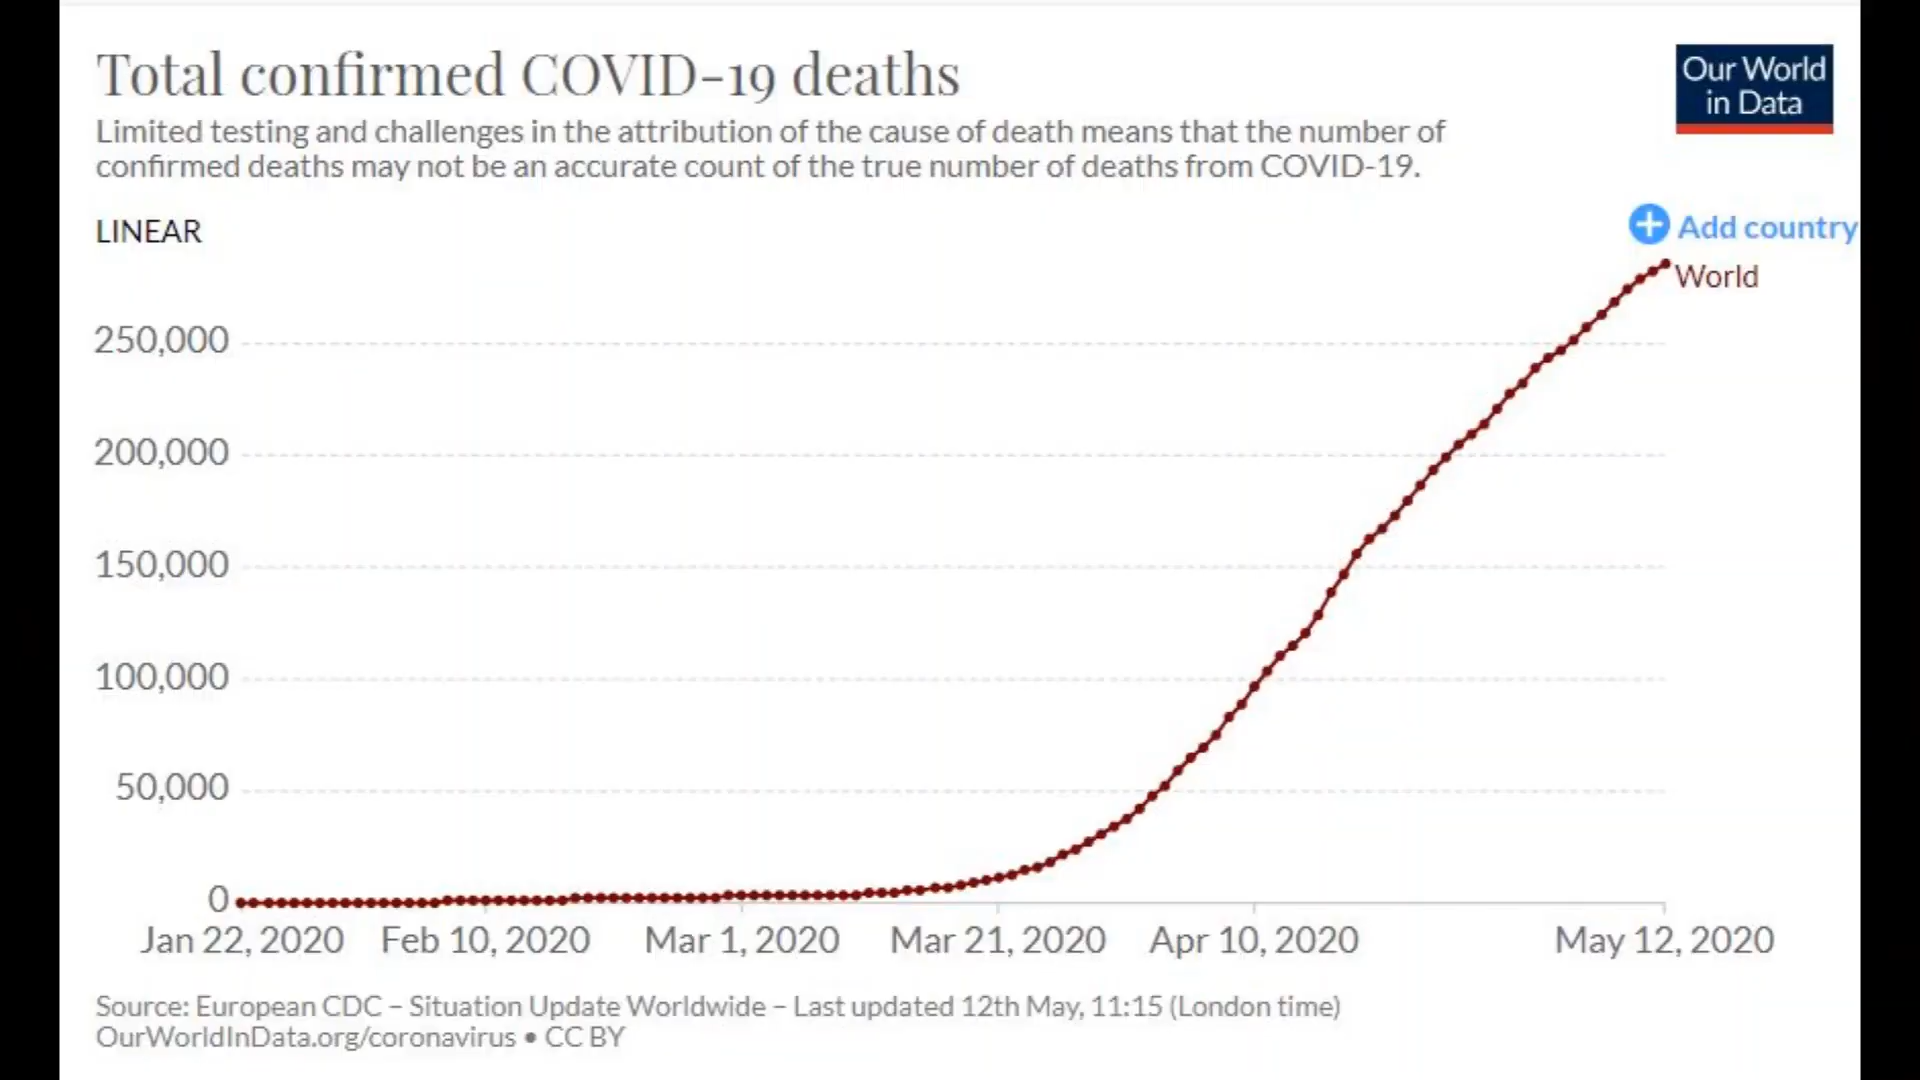 Total confirmed COVID-19 deaths
Our World
in Data
Limited testing and challenges in the attribution of the cause of death means that the number of
confirmed deaths may not be an accurate count of the true number of deaths from COVID-19.
LINEAR
Add country
World
250,000
200,000
150,000
100,000
50,000
0
Jan 22, 2020 Feb 10, 2020 Mar 1, 2020 Mar 21, 2020 Apr 10, 2020 May 12, 2020
Source: European CDC – Situation Update Worldwide – Last updated 12th May, 11:15 (London time)
OurWorldInData.org/coronavirus • CC BY